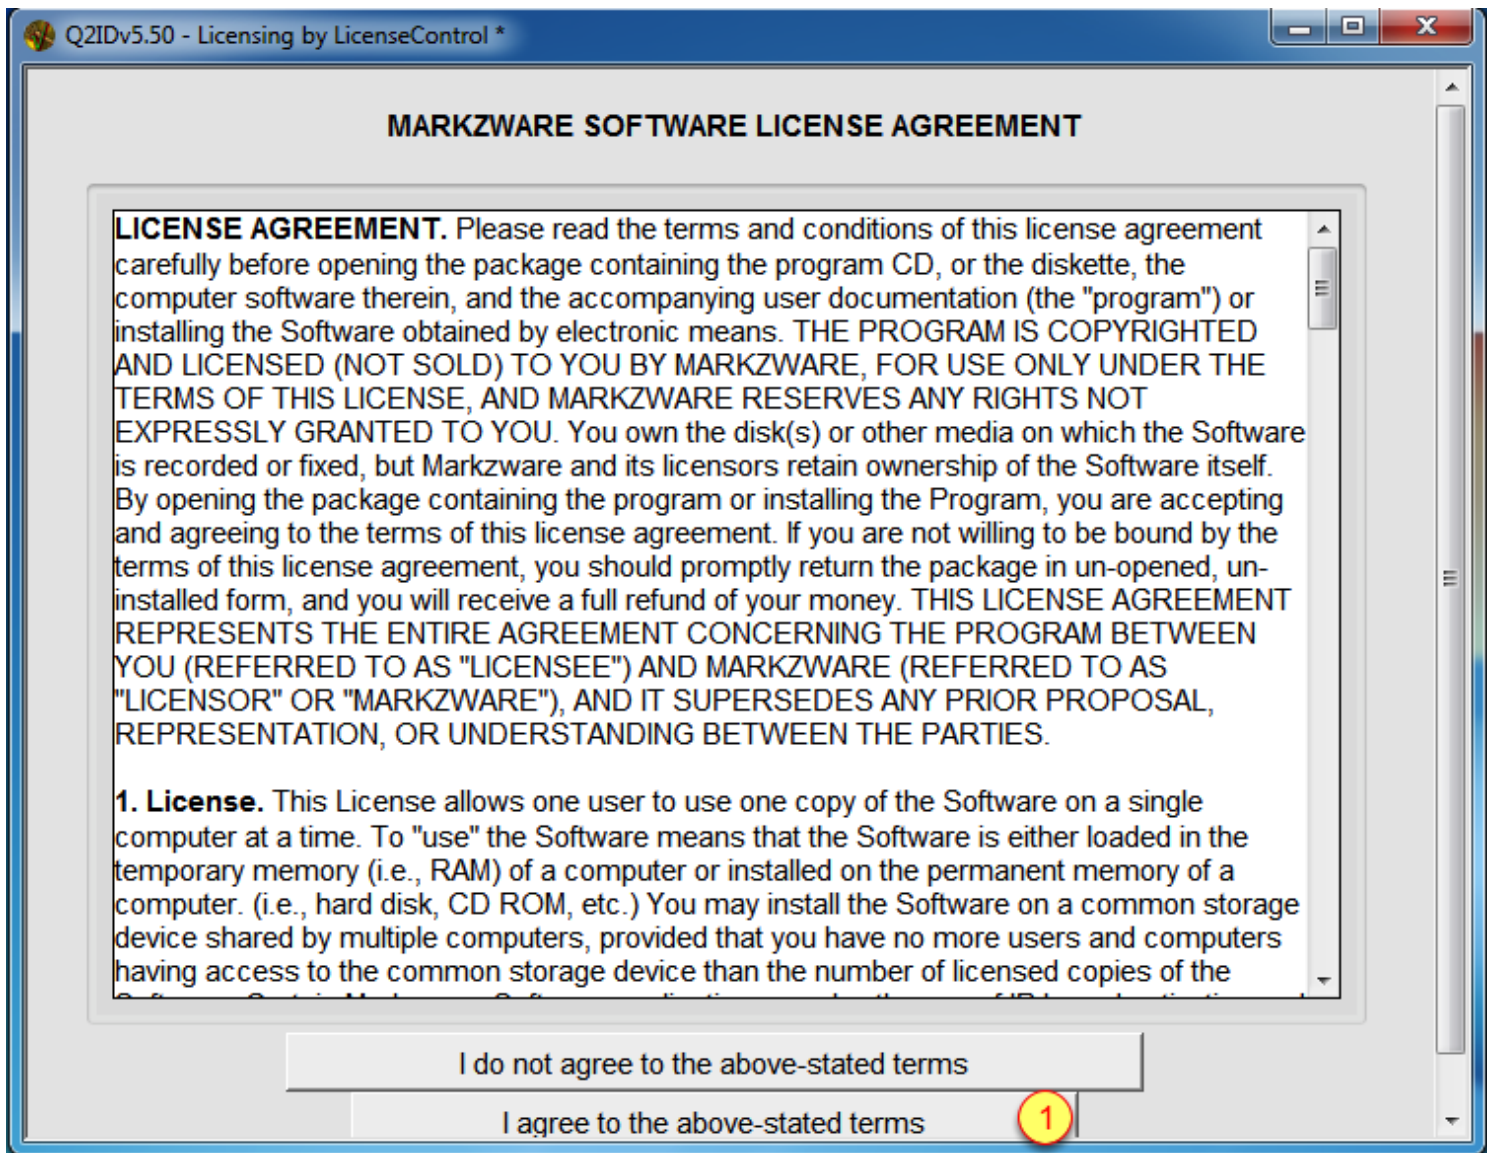 Q2IDv5.50 - Licensing by LicenseControl *
MARKZWARE SOFTWARE LICENSE AGREEMENT
LICENSE AGREEMENT. Please read the terms and conditions of this license agreement
carefully before opening the package containing the program CD, or the diskette, the
computer software therein, and the accompanying user documentation (the "program") or
installing the Software obtained by electronic means. THE PROGRAM IS COPYRIGHTED
AND LICENSED (NOT SOLD) TO YOU BY MARKZWARE, FOR USE ONLY UNDER THE
TERMS OF THIS LICENSE, AND MARKZWARE RESERVES ANY RIGHTS NOT
EXPRESSLY GRANTED TO YOU. You own the disk(s) or other media on which the Software
is recorded or fixed, but Markzware and its licensors retain ownership of the Software itself.
By opening the package containing the program or installing the Program, you are accepting
and agreeing to the terms of this license agreement. If you are not willing to be bound by the
terms of this license agreement, you should promptly return the package in un-opened, un-
installed form, and you will receive a full refund of your money. THIS LICENSE AGREEMENT
REPRESENTS THE ENTIRE AGREEMENT CONCERNING THE PROGRAM BETWEEN
YOU (REFERRED TO AS "LICENSEE") AND MARKZWARE (REFERRED TO AS
"LICENSOR" OR "MARKZWARE"), AND IT SUPERSEDES ANY PRIOR PROPOSAL,
REPRESENTATION, OR UNDERSTANDING BETWEEN THE PARTIES.
1. License. This License allows one user to use one copy of the Software on a single
computer at a time. To "use" the Software means that the Software is either loaded in the
temporary memory (i.e., RAM) of a computer or installed on the permanent memory of a
computer. (i.e., hard disk, CD ROM, etc.) You may install the Software on a common storage
device shared by multiple computers, provided that you have no more users and computers
having access to the common storage device than the number of licensed copies of the
I do not agree to the above-stated terms
I agree to the above-stated terms
1